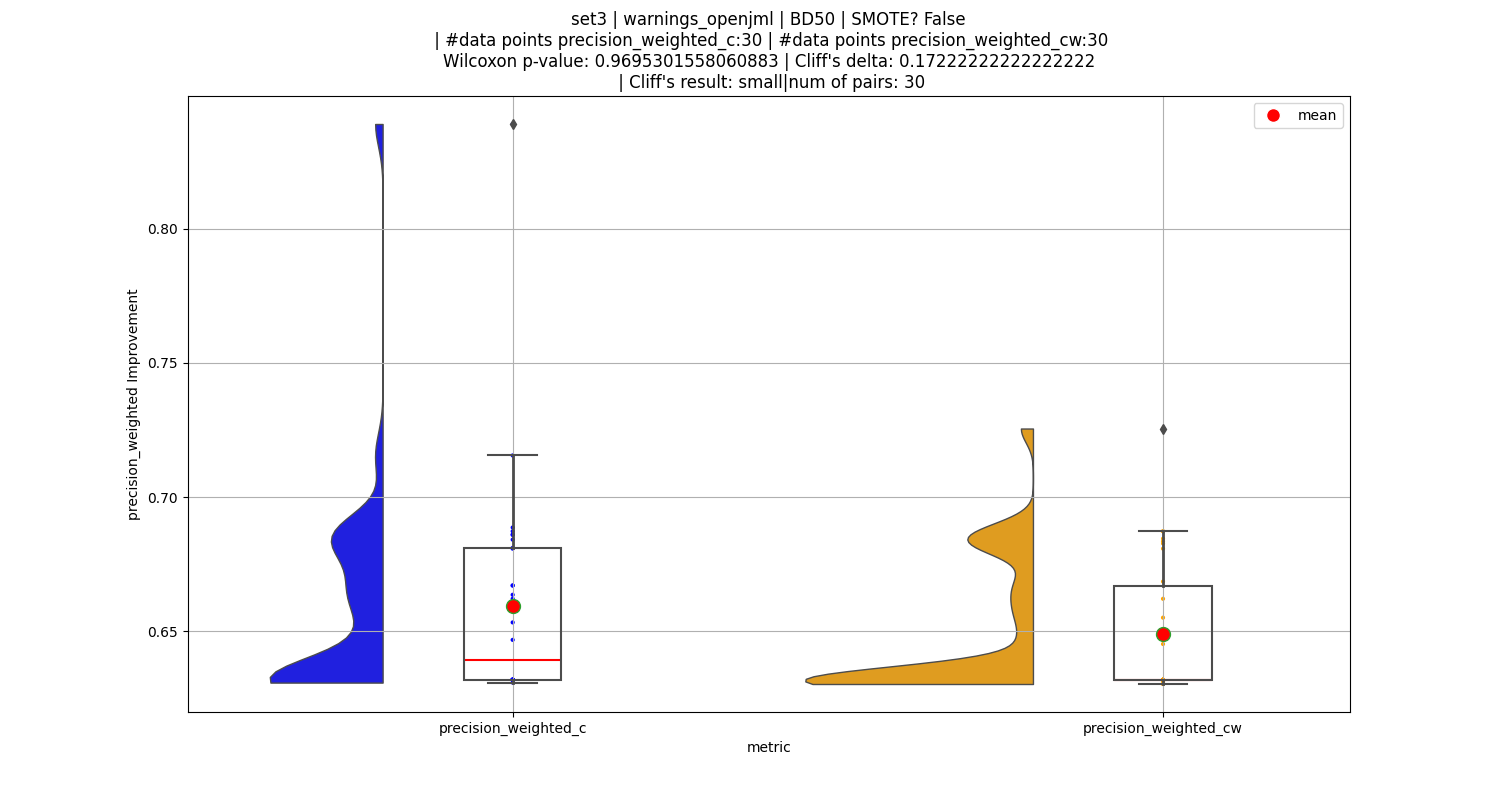 set3 | warnings_openjml | BD50 | SMOTE? False
| #data points precision_weighted_c:30 | #data points precision_weighted_cw:30
Wilcoxon p-value: 0.9695301558060883 | Cliff's delta: 0.17222222222222222
| Cliff's result: small|num of pairs: 30
mean
0.80
0.75
0.70
0.65
precision_weighted Improvement
precision_weighted_c
precision_weighted_cw
metric